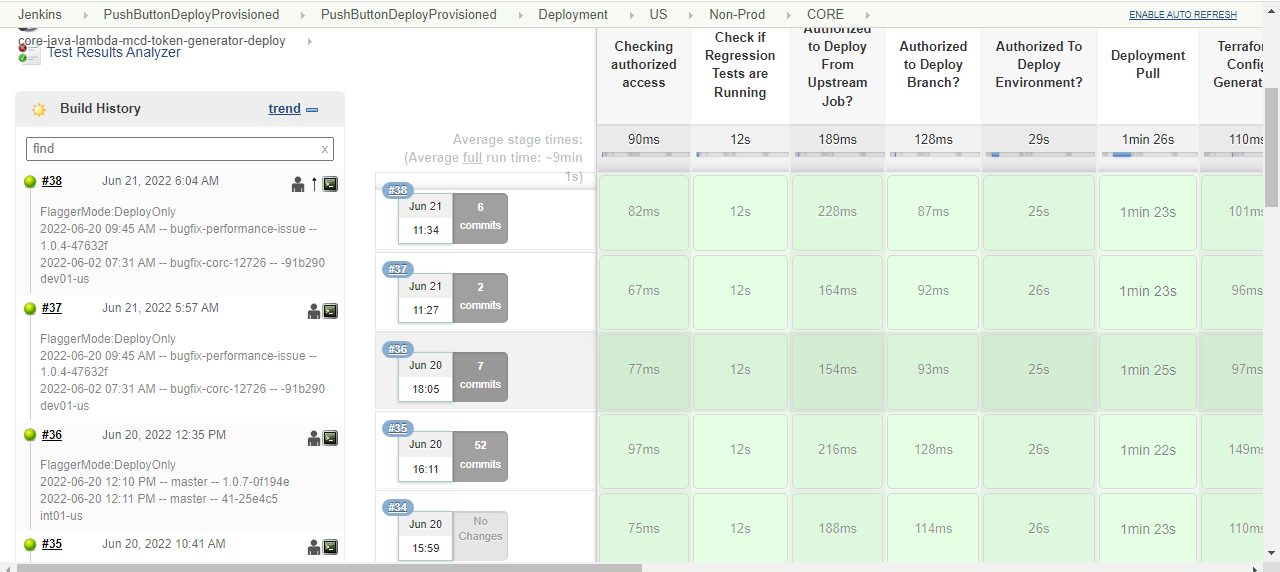 Jenkins
PushButtonDeployProvisioned
PushButtonDeployProvisioned
Deployment
US
Non-Prod
CORE
ENABLE AUTO REFRESH
core-java-lambda-mcd-token-generator-deploy
Test Results Analyzer
Build History
trend
find
x
#38
Jun 21, 2022 6:04 AM
FlaggerMode:DeployOnly
2022-06-20 09:45 AM -- bugfix-performance-issue --
1.0.4-47632f
2022-06-02 07:31 AM -- bugfix-corc-12726 -- -91b290
dev01-us
#37
Jun 21, 2022 5:57 AM
FlaggerMode:DeployOnly
2022-06-20 09:45 AM -- bugfix-performance-issue --
1.0.4-47632f
2022-06-02 07:31 AM -- bugfix-corc-12726 -- -91b290
dev01-us
#36
Jun 20, 2022 12:35 PM
FlaggerMode:DeployOnly
2022-06-20 12:10 PM -- master -- 1.0.7-0f194e
2022-06-20 12:11 PM -- master -- 41-25e4c5
int01-us
#35
Jun 20, 2022 10:41 AM
Checking
authorized
access
Check if
Regression
Tests are
Running
Authorized
to Deploy
From
Upstream
Job?
Authorized
to Deploy
Branch?
Authorized To
Deploy
Environment?
Deployment
Pull
Config
Average stage times:
(Average full run time: ~9min
1s)
90ms
12s
189ms
128ms
29s
1min 26s
110ms
#38
Jun 21
11:34
6
commits
82ms
12s
228ms
87ms
25s
1min 23s
101ms
#37
Jun 21
11:27
2
commits
67ms
12s
164ms
92ms
26s
1min 23s
96ms
#36
Jun 20
18:05
7
commits
77ms
12s
154ms
93ms
25s
1min 25s
97ms
#35
Jun 20
16:11
52
commits
97ms
12s
216ms
128ms
26s
1min 22s
149ms
#34
Jun 20
15:59
No
Changes
75ms
12s
188ms
114ms
26s
1min 23s
110ms